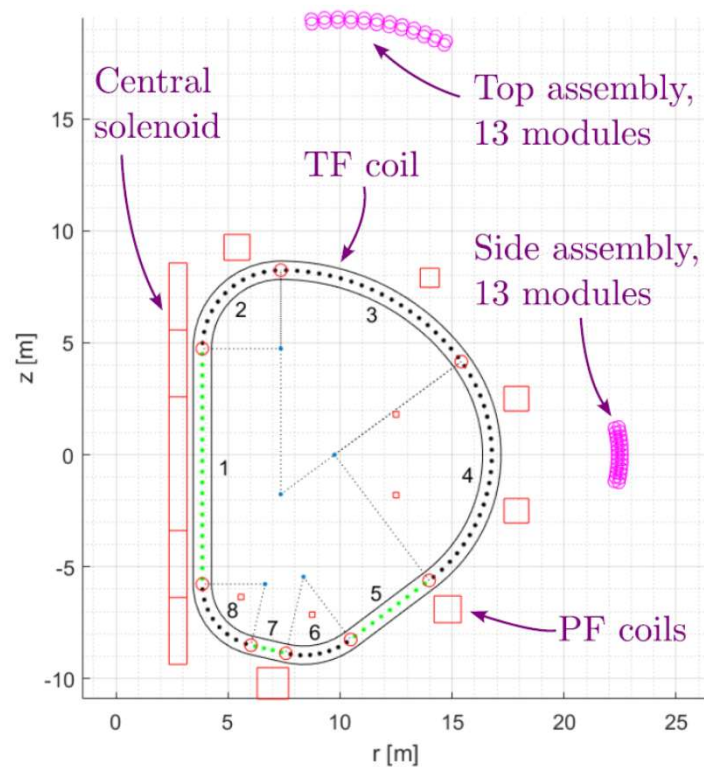 Central
solenoid
Top assembly,
13 modules
TF coil
Side assembly,
13 modules
PF coils
1
2
3
4
5
6
7
8
z [m]
15
10
5
0
-5
-10
0
5
10
15
20
25
r [m]